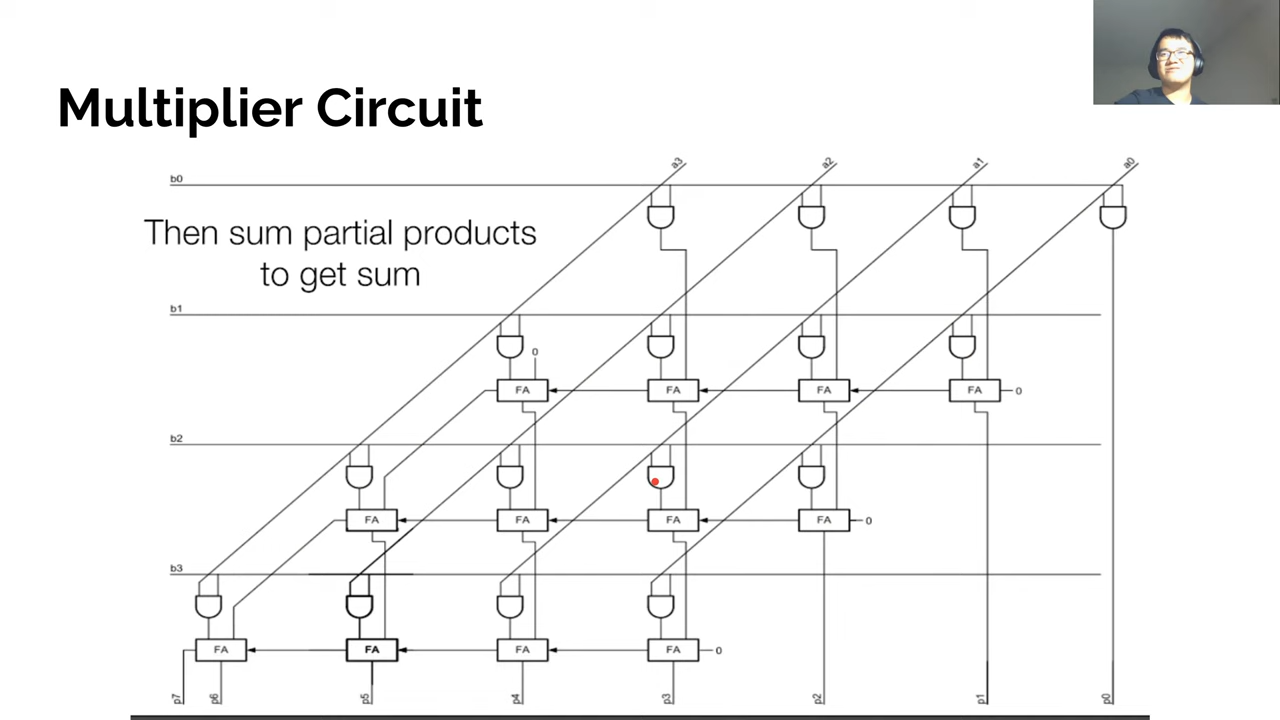 Multiplier Circuit
a3 a2 a1 a0
b0
Then sum partial products
to get sum
b1
0
FA FA FA FA 0
b2
FA FA FA FA 0
b3
FA FA FA FA 0
p7 p6 p5 p4 p3 p2 p1 p0